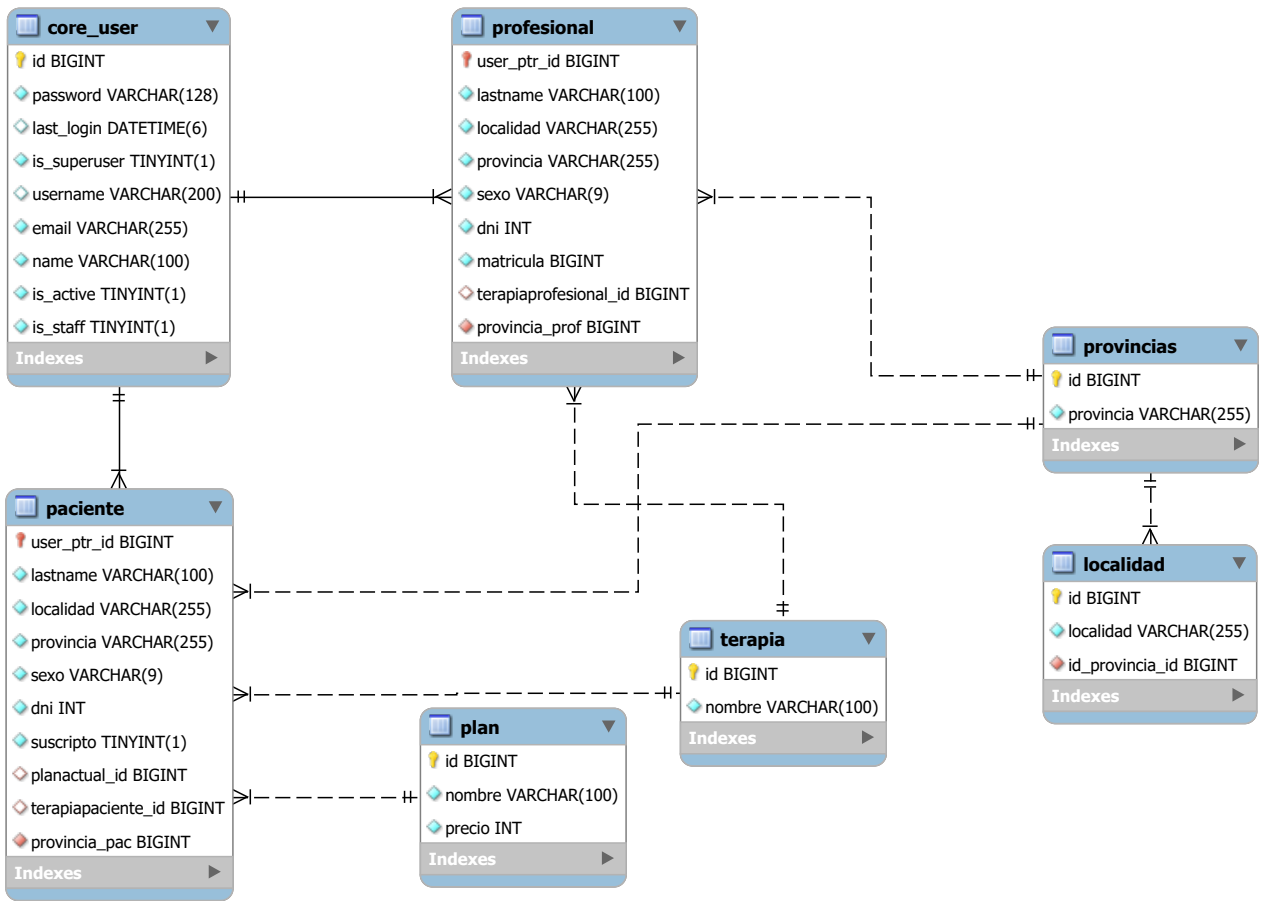 core_user
id BIGINT
password VARCHAR(128)
last_login DATETIME(6)
is_superuser TINYINT(1)
username VARCHAR(200)
email VARCHAR(255)
name VARCHAR(100)
is_active TINYINT(1)
is_staff TINYINT(1)
Indexes
profesional
user_ptr_id BIGINT
lastname VARCHAR(100)
localidad VARCHAR(255)
provincia VARCHAR(255)
sexo VARCHAR(9)
dni INT
matricula BIGINT
terapiaprofesional_id BIGINT
provincia_prof BIGINT
Indexes
provincias
id BIGINT
provincia VARCHAR(255)
Indexes
paciente
user_ptr_id BIGINT
lastname VARCHAR(100)
localidad VARCHAR(255)
provincia VARCHAR(255)
sexo VARCHAR(9)
dni INT
suscripto TINYINT(1)
planactual_id BIGINT
terapiapaciente_id BIGINT
provincia_pac BIGINT
Indexes
localidad
id BIGINT
localidad VARCHAR(255)
id_provincia_id BIGINT
Indexes
terapia
id BIGINT
nombre VARCHAR(100)
Indexes
plan
id BIGINT
nombre VARCHAR(100)
precio INT
Indexes